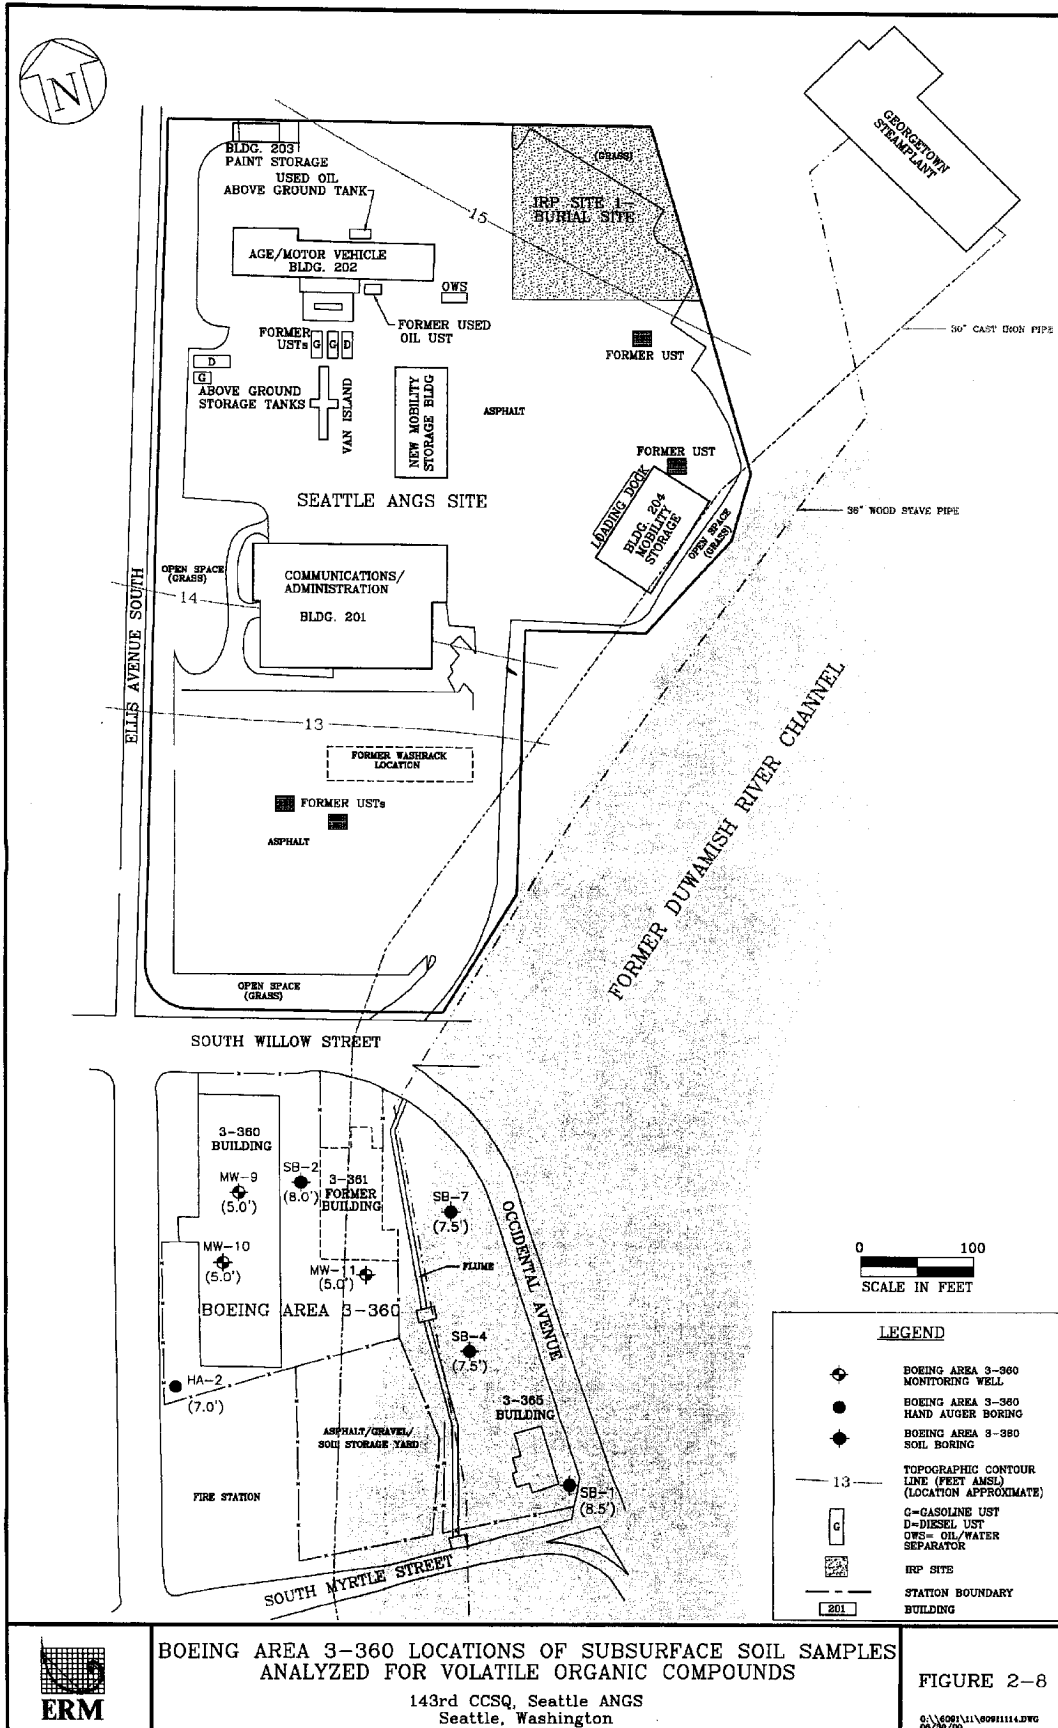 N
BLDG. 203
PAINT STORAGE
USED OIL
ABOVE GROUND TANK
AGE/MOTOR VEHICLE
BLDG. 202
OWS
FORMER USED
OIL UST
FORMER
USTs
G
G
D
D
G
ABOVE GROUND
STORAGE TANKS
VAN ISLAND
NEW MOBILITY
STORAGE BLDG
ASPHALT
15
(GRASS)
IRP SITE 1-
BURIAL SITE
GEORGETOWN
STEAMPLANT
30" CAST IRON PIPE
FORMER UST
FORMER UST
36" WOOD STAVE PIPE
LOADING DOCK
BLDG. 204
MOBILITY
STORAGE
OPEN SPACE
(GRASS)
SEATTLE ANGS SITE
OPEN SPACE
(GRASS)
14
COMMUNICATIONS/
ADMINISTRATION
BLDG. 201
ELLIS AVENUE SOUTH
13
FORMER WASHRACK
LOCATION
FORMER USTs
ASPHALT
FORMER DUWAMISH RIVER CHANNEL
OPEN SPACE
(GRASS)
SOUTH WILLOW STREET
3-360
BUILDING
MW-9
(5.0')
SB-2
(8.0')
3-361
FORMER
BUILDING
SB-7
(7.5')
OCCIDENTAL AVENUE
MW-10
(5.0')
MW-11
(5.0')
FLUME
BOEING AREA 3-360
SB-4
(7.5')
HA-2
(7.0')
3-365
BUILDING
ASPHALT/GRAVEL/
SOIL STORAGE YARD
FIRE STATION
SB-1
(8.5')
SOUTH MYRTLE STREET
0 100
SCALE IN FEET
LEGEND
BOEING AREA 3-360
MONITORING WELL
BOEING AREA 3-360
HAND AUGER BORING
BOEING AREA 3-360
SOIL BORING
13
TOPOGRAPHIC CONTOUR
LINE (FEET AMSL)
(LOCATION APPROXIMATE)
G
G=GASOLINE UST
D=DIESEL UST
OWS= OIL/WATER
SEPARATOR
IRP SITE
STATION BOUNDARY
201
BUILDING
ERM
BOEING AREA 3-360 LOCATIONS OF SUBSURFACE SOIL SAMPLES
ANALYZED FOR VOLATILE ORGANIC COMPOUNDS
143rd CCSQ, Seattle ANGS
Seattle, Washington
FIGURE 2-8